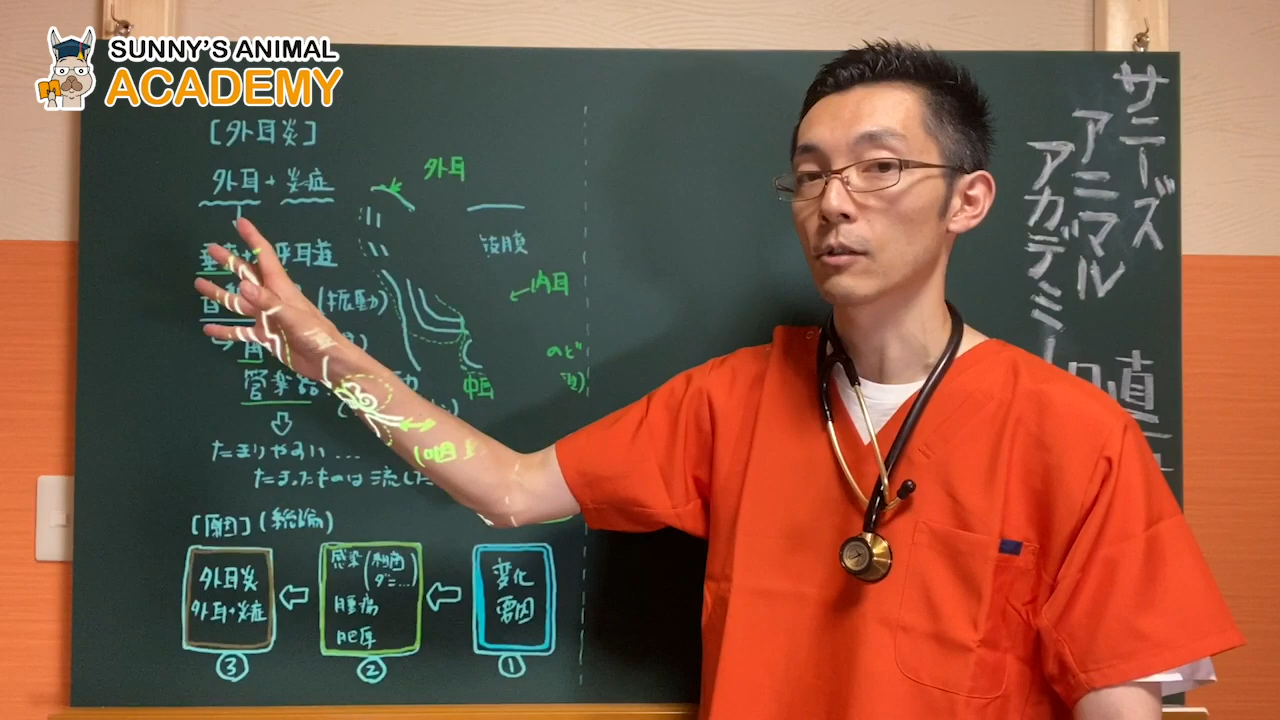 SUNNY'S ANIMAL
ACADEMY
[外耳炎]
外耳+炎症
外耳
鼓膜
内耳
中耳
のど
(振動)
管楽器
たまりやすい…
たまったものは流した
[原因](総論)
外耳炎
外耳+炎症
③
感染(細菌
ダニ…)
腫瘍
肥厚
②
変化
要因
①
サニーズ
アニマル
アカデミー